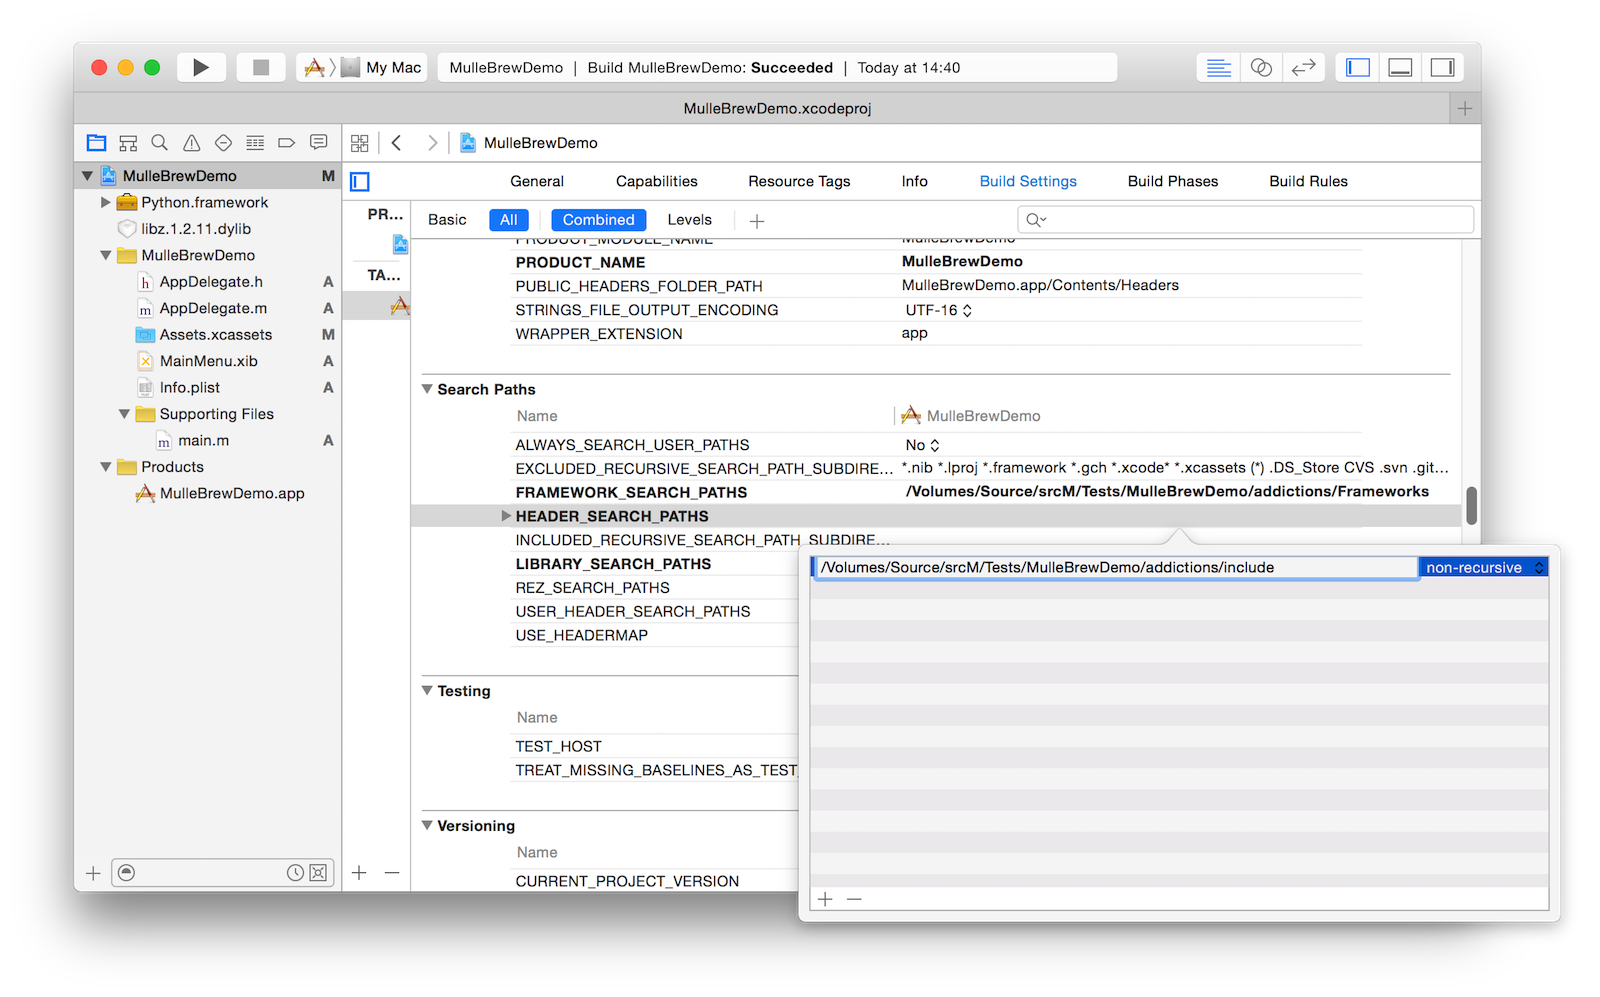 My Mac
MulleBrewDemo | Build MulleBrewDemo: Succeeded | Today at 14:40
MulleBrewDemo.xcodeproj
MulleBrewDemo
MulleBrewDemo M
Python.framework
libz.1.2.11.dylib
MulleBrewDemo
h AppDelegate.h A
m AppDelegate.m A
Assets.xcassets M
MainMenu.xib A
Info.plist A
Supporting Files
m main.m A
Products
MulleBrewDemo.app
General Capabilities Resource Tags Info Build Settings Build Phases Build Rules
PR...
TA...
Basic All Combined Levels
PRODUCT_MODULE_NAME MulleBrewDemo
PRODUCT_NAME MulleBrewDemo
PUBLIC_HEADERS_FOLDER_PATH MulleBrewDemo.app/Contents/Headers
STRINGS_FILE_OUTPUT_ENCODING UTF-16
WRAPPER_EXTENSION app
Search Paths
Name MulleBrewDemo
ALWAYS_SEARCH_USER_PATHS No
EXCLUDED_RECURSIVE_SEARCH_PATH_SUBDIRE... *.nib *.lproj *.framework *.gch *.xcode* *.xcassets (*) .DS_Store CVS .svn .git...
FRAMEWORK_SEARCH_PATHS /Volumes/Source/srcM/Tests/MulleBrewDemo/addictions/Frameworks
HEADER_SEARCH_PATHS
INCLUDED_RECURSIVE_SEARCH_PATH_SUBDIRE...
LIBRARY_SEARCH_PATHS
REZ_SEARCH_PATHS
USER_HEADER_SEARCH_PATHS
USE_HEADERMAP
/Volumes/Source/srcM/Tests/MulleBrewDemo/addictions/include non-recursive
Testing
Name
TEST_HOST
TREAT_MISSING_BASELINES_AS_TEST_
Versioning
Name
CURRENT_PROJECT_VERSION